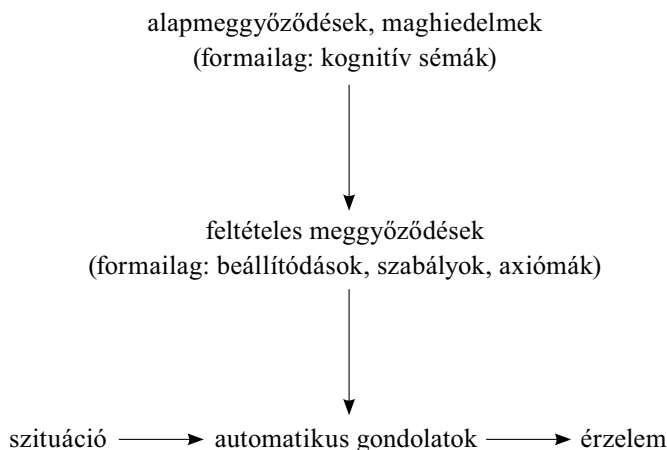 alapmeggyőződések, maghiedelmek
(formailag: kognitív sémák)
feltételes meggyőződések
(formailag: beállítódások, szabályok, axiómák)
szituáció automatikus gondolatok érzelem